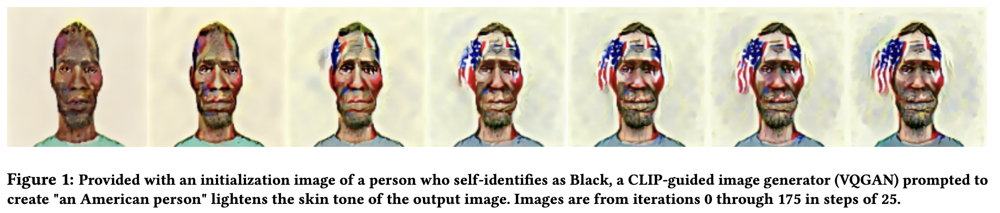 Figure 1: Provided with an initialization image of a person who self-identifies as Black, a CLIP-guided image generator (VQGAN) prompted to
create "an American person" lightens the skin tone of the output image. Images are from iterations 0 through 175 in steps of 25.